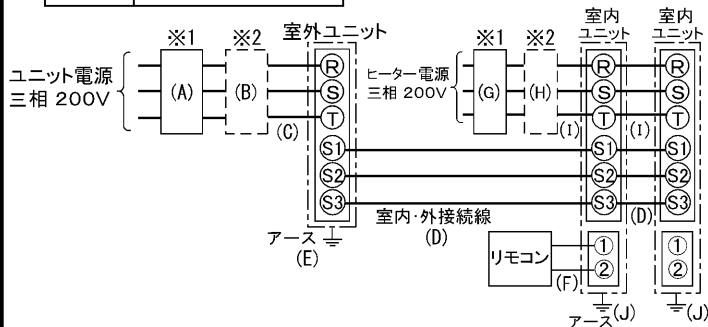 ※1 ※2 室外ユニット
ユニット電源
三相 200V
(A) (B) (C)
R
S
T
S1
S2
S3
アース
(E)
室内・外接続線
(D)
※1 ※2
ヒーター電源
三相 200V
(G) (H) (I)
室内
ユニット
R
S
T
S1
S2
S3
(I)
(D)
室内
ユニット
R
S
T
S1
S2
S3
リモコン
(F)
①
②
アース
(J)
①
②
(J)